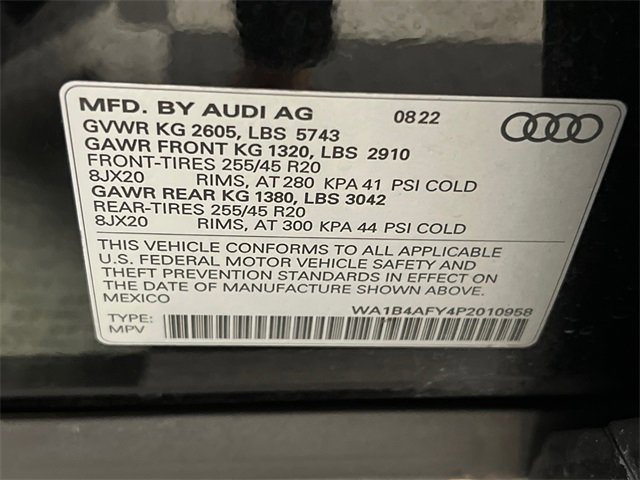 MFD. BY AUDI AG 08 22
GVWR KG 2605, LBS 5743
GAWR FRONT KG 1320, LBS 2910
FRONT-TIRES 255/45 R20
8JX20 RIMS, AT 280 KPA 41 PSI COLD
GAWR REAR KG 1380, LBS 3042
REAR-TIRES 255/45 R20
8JX20 RIMS, AT 300 KPA 44 PSI COLD
THIS VEHICLE CONFORMS TO ALL APPLICABLE
U.S. FEDERAL MOTOR VEHICLE SAFETY AND
THEFT PREVENTION STANDARDS IN EFFECT ON
THE DATE OF MANUFACTURE SHOWN ABOVE.
MEXICO
WA1B4AFY4P2010958
TYPE:
MPV